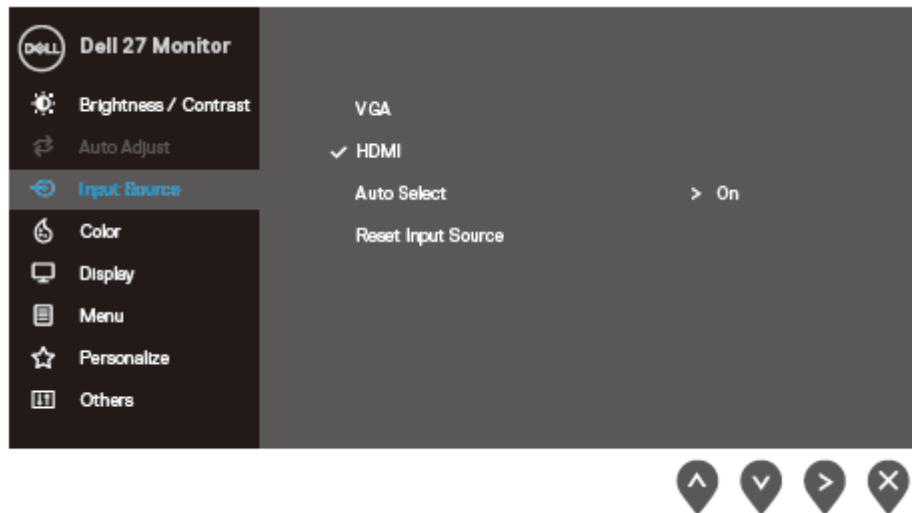 DELL Dell 27 Monitor
Brightness / Contrast
Auto Adjust
Input Source
Color
Display
Menu
Personalize
Others
VGA
HDMI
Auto Select > On
Reset Input Source